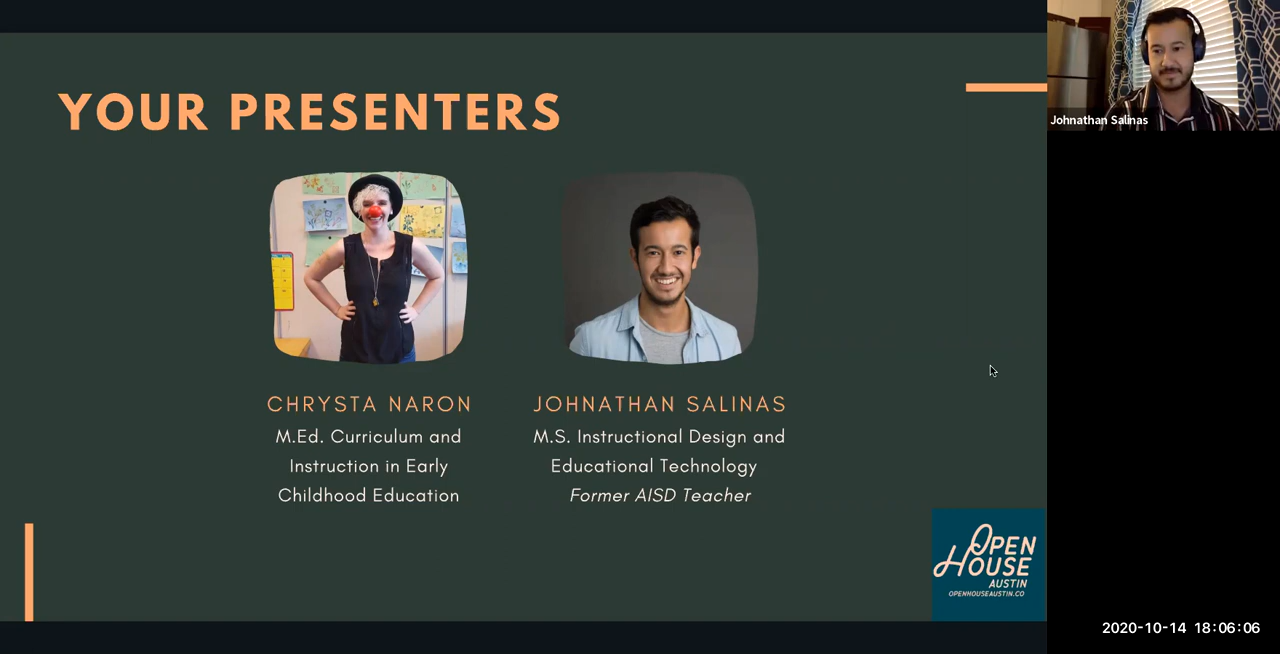 YOUR PRESENTERS
Johnathan Salinas
CHRYSTA NARON
M.Ed. Curriculum and
Instruction in Early
Childhood Education
JOHNATHAN SALINAS
M.S. Instructional Design and
Educational Technology
Former AISD Teacher
OPEN
HOUSE
AUSTIN
OPENHOUSEAUSTIN.CO
2020-10-14 18:06:06